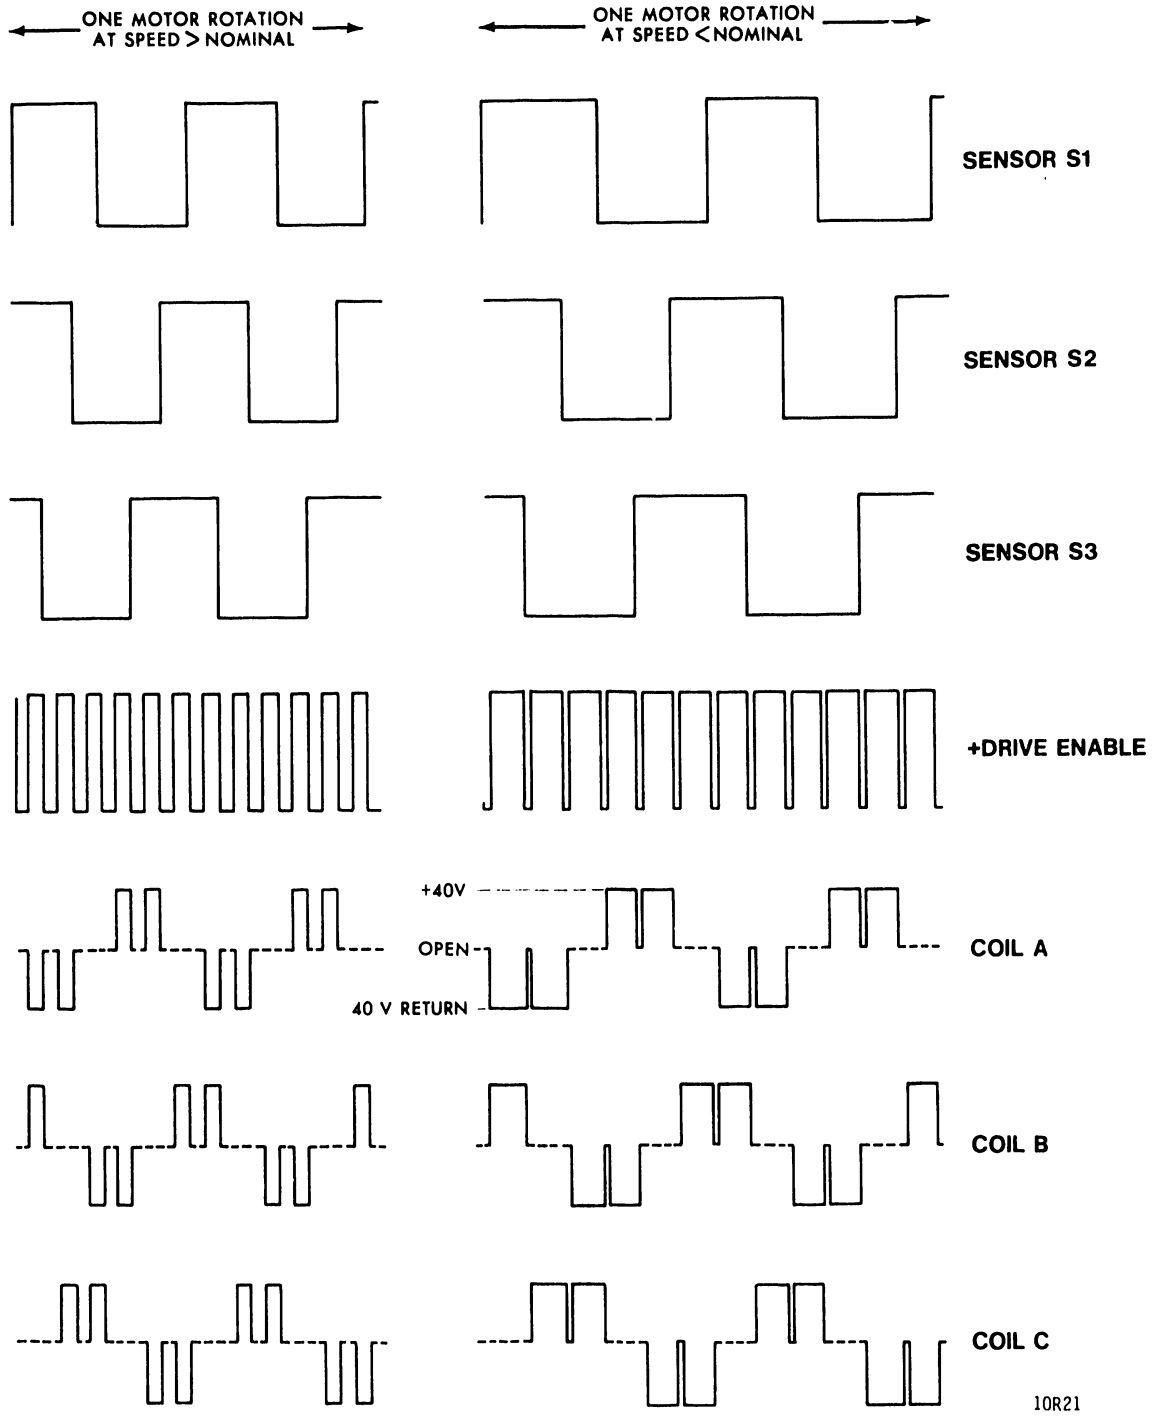 ONE MOTOR ROTATION
AT SPEED > NOMINAL
ONE MOTOR ROTATION
AT SPEED < NOMINAL
SENSOR S1
SENSOR S2
SENSOR S3
+DRIVE ENABLE
+40V
OPEN
COIL A
40 V RETURN
COIL B
COIL C
10R21